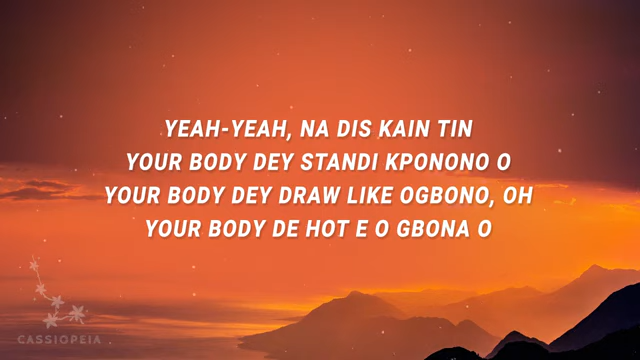 YEAH-YEAH, NA DIS KAIN TIN
YOUR BODY DEY STANDI KPONONO O
YOUR BODY DEY DRAW LIKE OGBONO, OH
YOUR BODY DE HOT E O GBONA O
CASSIOPEIA